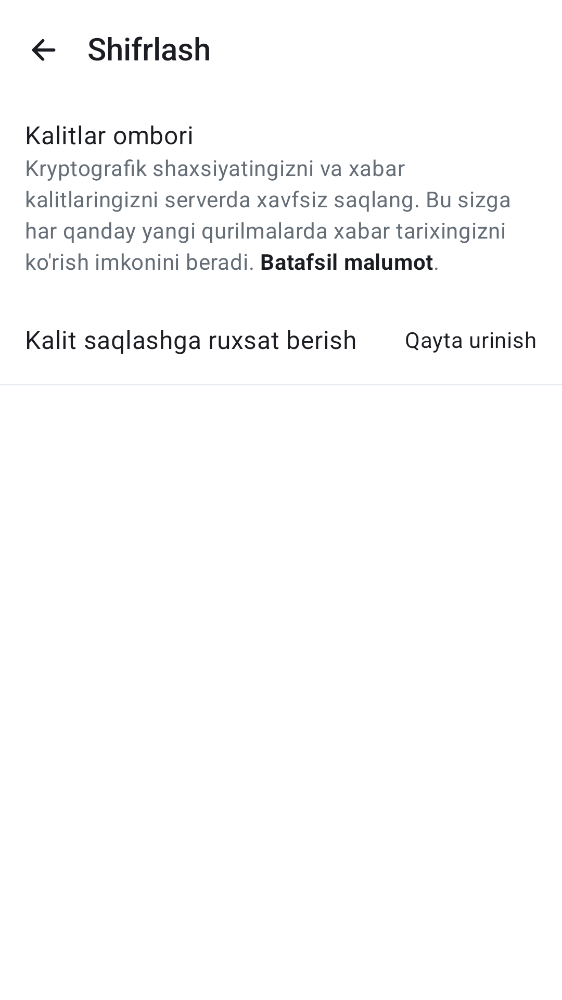 Shifrlash
Kalitlar ombori
Kryptografik shaxsiyatingizni va xabar
kalitlaringizni serverda xavfsiz saqlang. Bu sizga
har qanday yangi qurilmalarda xabar tarixingizni
ko'rish imkonini beradi. Batafsil malumot.
Kalit saqlashga ruxsat berish Qayta urinish